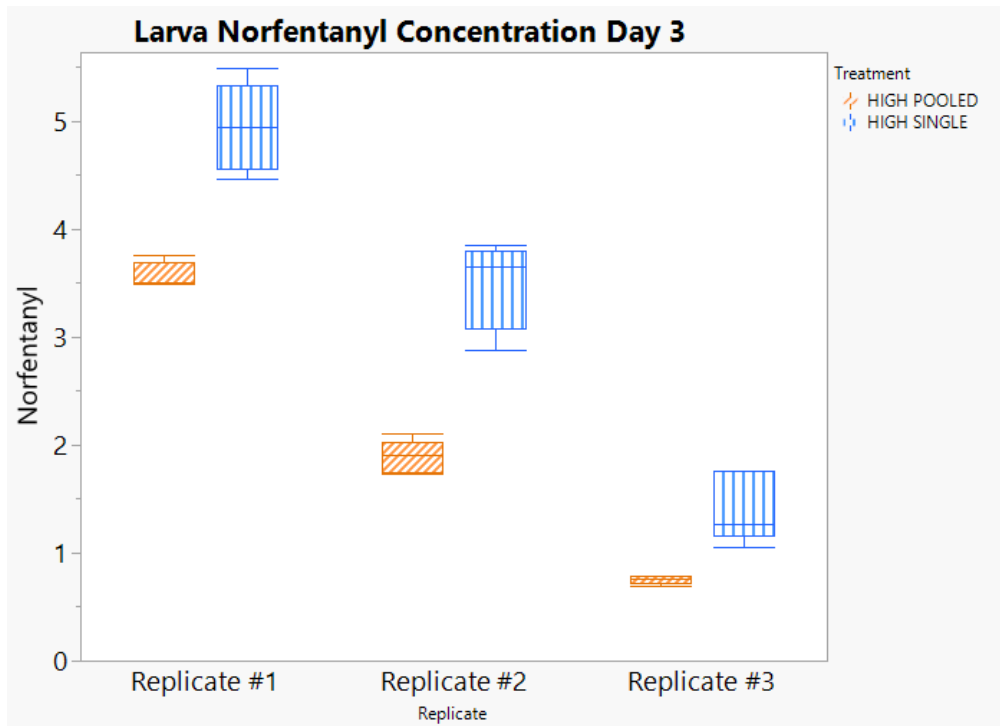 Larva Norfentanyl Concentration Day 3
Treatment
HIGH POOLED
HIGH SINGLE
Norfentanyl
5
4
3
2
1
0
Replicate #1
Replicate #2
Replicate #3
Replicate